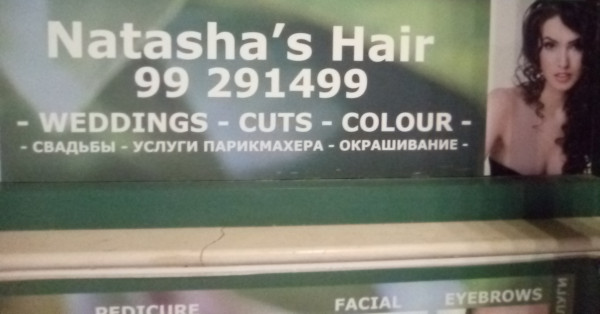 Natasha's Hair
99 291499
- WEDDINGS - CUTS - COLOUR -
- СВАДЬБЫ - УСЛУГИ ПАРИКМАХЕРА - ОКРАШИВАНИЕ -
PEDICURE FACIAL EYEBROWS